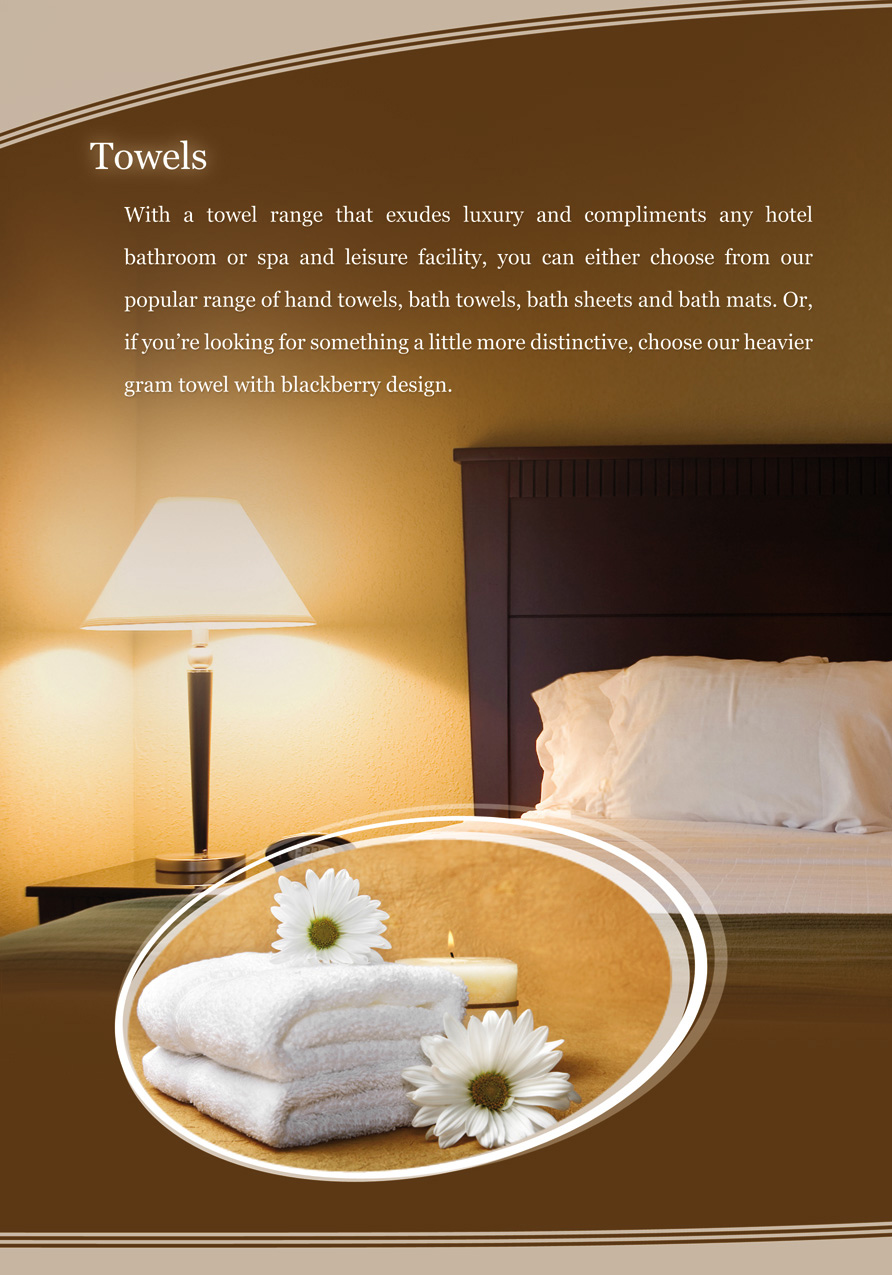 Towels
With a towel range that exudes luxury and compliments any hotel
bathroom or spa and leisure facility, you can either choose from our
popular range of hand towels, bath towels, bath sheets and bath mats. Or,
if you’re looking for something a little more distinctive, choose our heavier
gram towel with blackberry design.